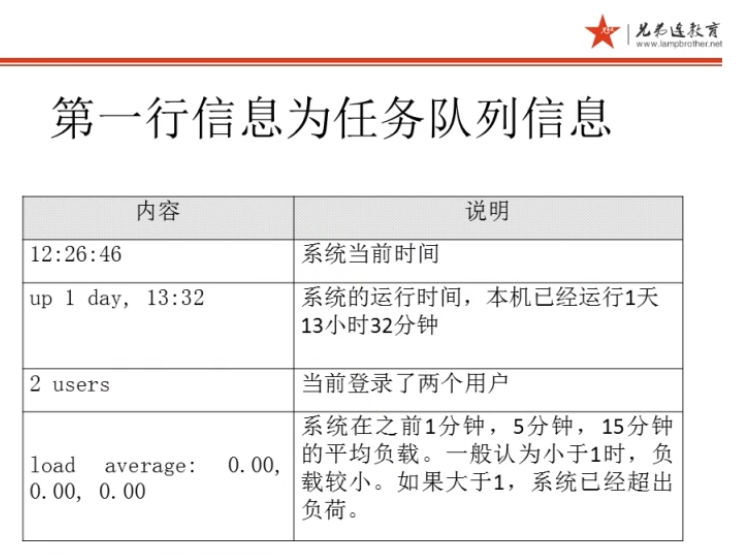 兄弟连教育
www.lampbrother.net
第一行信息为任务队列信息
内容 说明
12:26:46 系统当前时间
up 1 day, 13:32 系统的运行时间，本机已经运行1天
13小时32分钟
2 users 当前登录了两个用户
系统在之前1分钟，5分钟，15分钟
的平均负载。一般认为小于1时，负
load average: 0.00, 载较小。如果大于1，系统已经超出
0.00, 0.00 负荷。